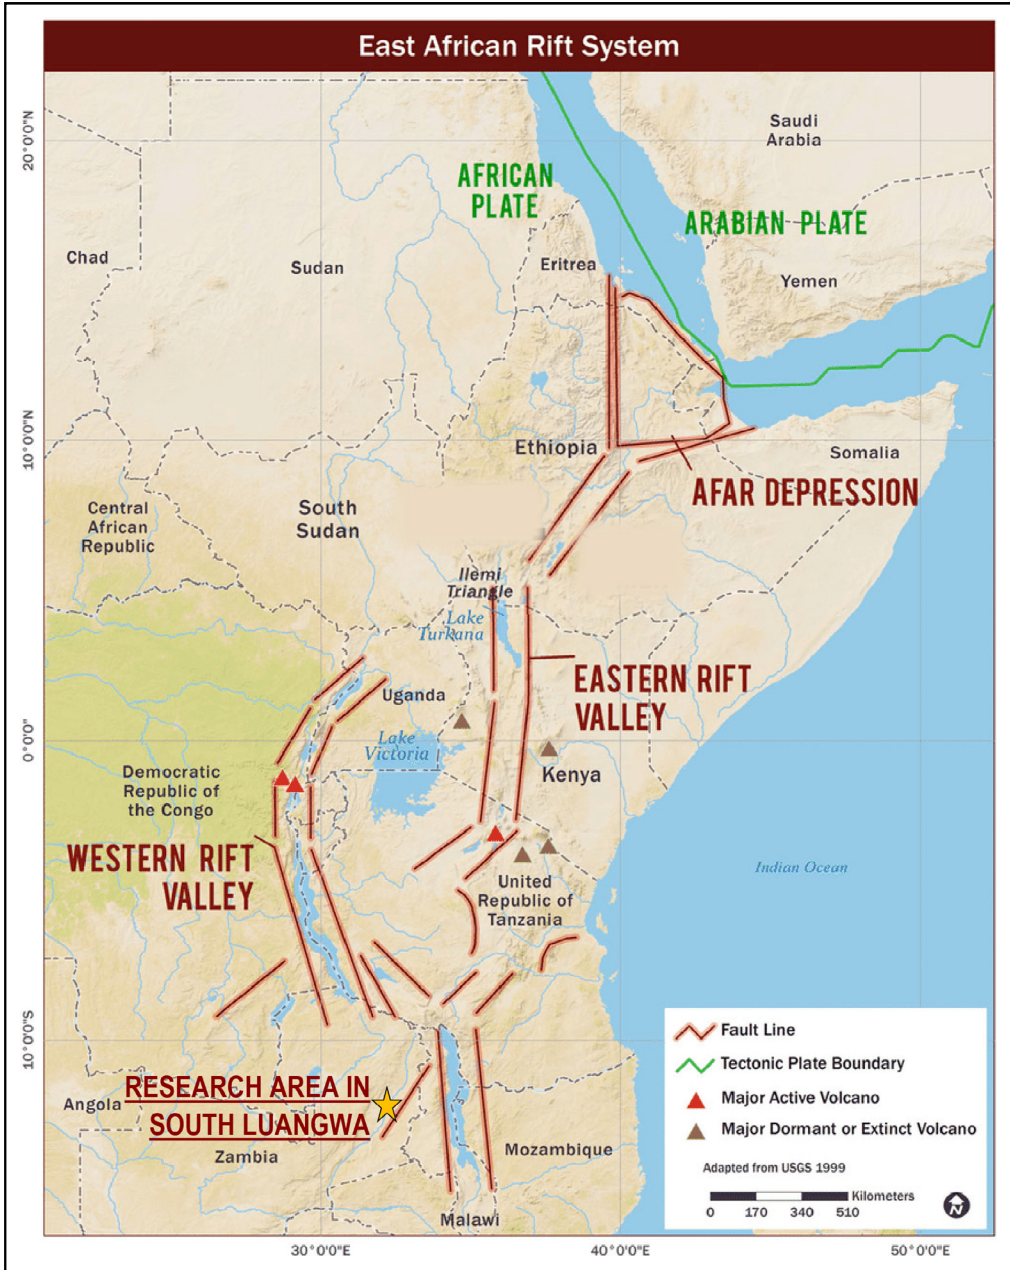 East African Rift System
20°0'0"N
Saudi
Arabia
AFRICAN
PLATE
ARABIAN PLATE
Chad
Sudan
Eritrea
Yemen
10°0'0"N
Ethiopia
Somalia
AFAR DEPRESSION
Central
African
Republic
South
Sudan
Ilemi
Triangle
Lake
Turkana
EASTERN RIFT
VALLEY
Uganda
0°0'0"
Lake
Victoria
Kenya
Democratic
Republic of
the Congo
WESTERN RIFT
VALLEY
Indian Ocean
United
Republic of
Tanzania
10°0'0"S
RESEARCH AREA IN
SOUTH LUANGWA
Angola
Zambia
Mozambique
Malawi
Fault Line
Tectonic Plate Boundary
Major Active Volcano
Major Dormant or Extinct Volcano
Adapted from USGS 1999
Kilometers
0 170 340 510
N
30°0'0"E 40°0'0"E 50°0'0"E